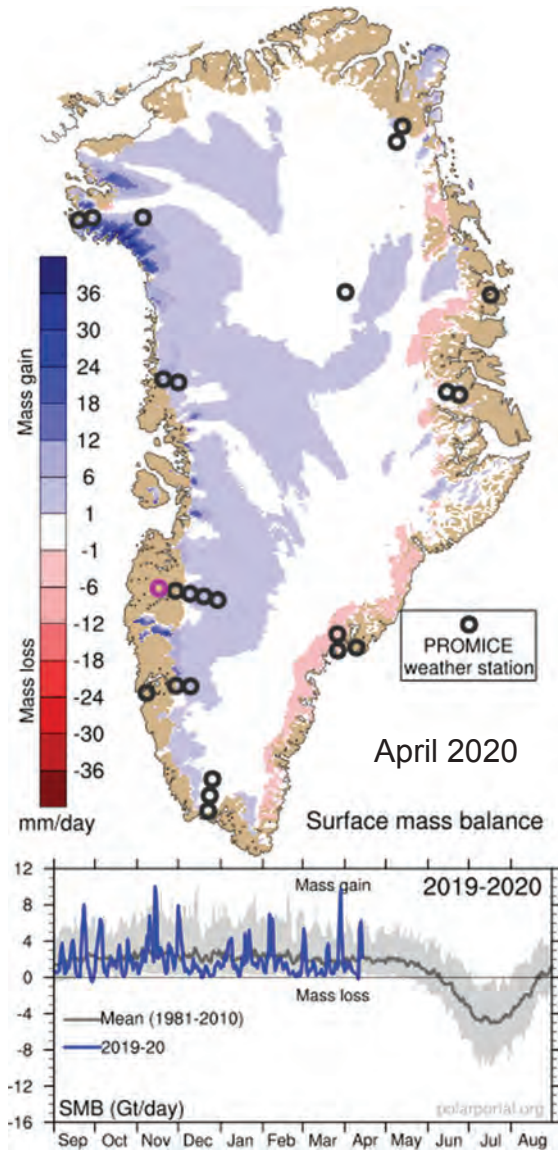 Mass gain
36
30
24
18
12
6
1
-1
-6
-12
-18
-24
-30
-36
Mass loss
mm/day
PROMICE
weather station
April 2020
Surface mass balance
12
8
4
0
-4
-8
-12
-16
Mass gain
2019-2020
Mass loss
Mean (1981-2010)
2019-20
SMB (Gt/day)
polarportal.org
Sep Oct Nov Dec Jan Feb Mar Apr May Jun Jul Aug